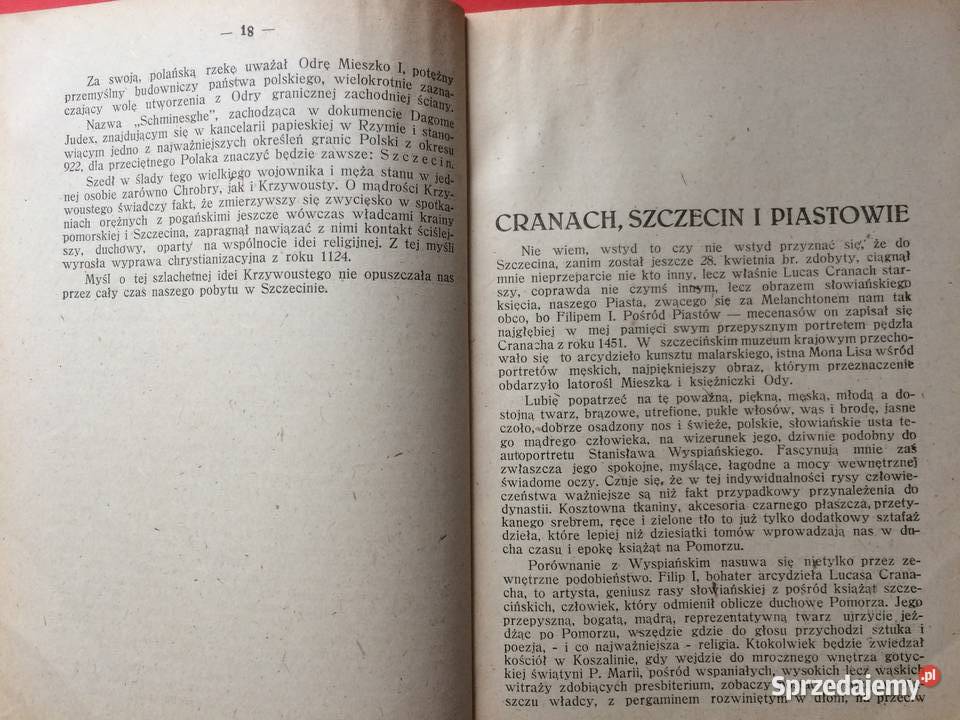 — 18 —
Za swoją, polańską rzekę uważał Odrę Mieszko I, potężny
przemyślny budowniczy państwa polskiego, wielokrotnie zazna-
czający wolę utworzenia z Odry granicznej zachodniej ściany.
Nazwa „Schminesghe", zachodząca w dokumencie Dagome
Judex, znajdującym się w kancelarii papieskiej w Rzymie i stano-
wiącym jedno z najważniejszych określeń granic Polski z okresu
922, dla przeciętnego Polaka znaczyć będzie zawsze: Szczecin.
Szedł w ślady tego wielkiego wojownika i męża stanu w jed-
nej osobie zarówno Chrobry, jak i Krzywousty. O mądrości Krzy-
woustego świadczy fakt, że zmierzywszy się zwycięsko w spotka-
niach orężnych z pogańskimi jeszcze wówczas władcami krainy
pomorskiej i Szczecina, zapragnął nawiązać z nimi kontakt ściślej-
szy, duchowy, oparty na wspólnocie idei religijnej. Z tej myśli
wyrosła wyprawa chrystianizacyjna z roku 1124.
Myśl o tej szlachetnej idei Krzywoustego nie opuszczała nas
przez cały czas naszego pobytu w Szczecinie.
CRANACH, SZCZECIN I PIASTOWIE
Nie wiem, wstyd to czy nie wstyd przyznać się, że do
Szczecina, zanim został jeszcze 28. kwietnia br. zdobyty, ciągnął
mnie nieprzeparcie nie kto inny, lecz właśnie Lucas Cranach star-
szy, coprawda nie czymś innym, lecz obrazem słowiańskiego
księcia, naszego Piasta, zwącego się za Melanchtonem nam tak
obco, bo Filipem I. Pośród Piastów — mecenasów on zapisał się
najgłębiej w mej pamięci swym przepysznym portretem pędzla
Cranacha z roku 1451. W szczecińskim muzeum krajowym przecho-
wało się to arcydzieło kunsztu malarskiego, istna Mona Lisa wśród
portretów męskich, najpiękniejszy obraz, którym przeznaczenie
obdarzyło latorośl Mieszka i księżniczki Ody.
Lubię popatrzeć na tę poważną, piękną, męską, młodą a do-
stojną twarz, brązowe, utrefione, pukle włosów, wąs i brodę, jasne
czoło, dobrze osadzony nos i świeże, polskie, słowiańskie usta te-
go mądrego człowieka, na wizerunek jego, dziwnie podobny do
autoportretu Stanisława Wyspiańskiego. Fascynują mnie zaś
zwłaszcza jego spokojne, myślące, łagodne a mocy wewnętrznej
świadome oczy. Czuje się, że w tej indywidualności rysy człowie-
czeństwa ważniejsze są niż fakt przypadkowy przynależenia do
dynastii. Kosztowna tkaniny, akcesoria czarnego płaszcza, przety-
kanego srebrem, ręce i zielone tło to już tylko dodatkowy sztafaż
dzieła, które lepiej niż dziesiątki tomów wprowadzają nas w du-
cha czasu i epokę książąt na Pomorzu.
Porównanie z Wyspiańskim nasuwa się nietylko przez ze-
wnętrzne podobieństwo. Filip I, bohater arcydzieła Lucasa Crana-
cha, to artysta, geniusz rasy słowiańskiej z pośród książąt szcze-
cińskich, człowiek, który odmienił oblicze duchowe Pomorza. Jego
przepyszną, bogatą, mądrą, reprezentatywną twarz ujrzycie jeż-
dżąc po Pomorzu, wszędzie gdzie do głosu przychodzi sztuka i
poezja, - i co najważniejsza - religia. Ktokolwiek będzie zwiedzał
kościół w Koszalinie, gdy wejdzie do mrocznego wnętrza gotyc-
kiej świątyni P. Marii, pośród wspaniałych, wysokich lecz wąskich
witraży zdobiących presbiterium, zobaczy
szczu władcy, z pergaminem rozwiniętym w dłoni, na przeciw
Sprzedajemy.pl